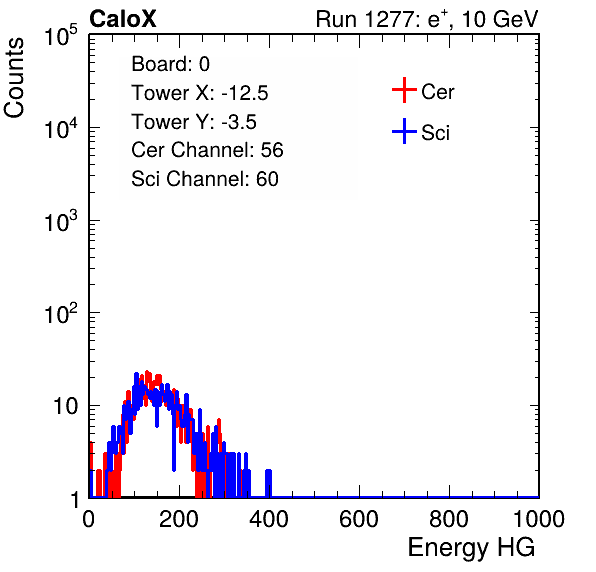 CaloX Run 1277: e⁺, 10 GeV
Counts
Board: 0
Tower X: -12.5
Tower Y: -3.5
Cer Channel: 56
Sci Channel: 60
Cer
Sci
10⁵
10⁴
10³
10²
10
1
0 200 400 600 800 1000
Energy HG